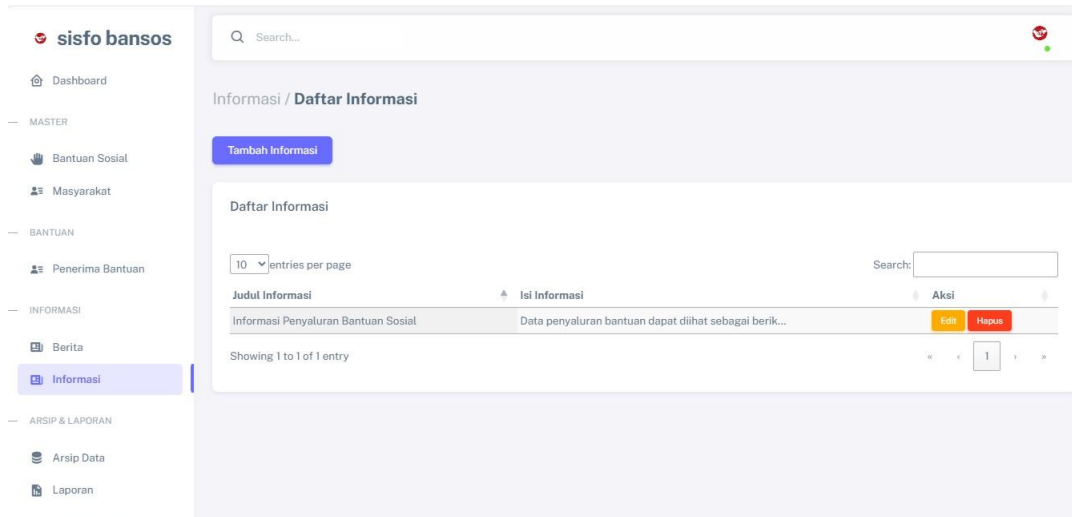 sisfo bansos
Dashboard
MASTER
Bantuan Sosial
Masyarakat
BANTUAN
Penerima Bantuan
INFORMASI
Berita
Informasi
ARSIP & LAPORAN
Arsip Data
Laporan
Search...
Informasi / Daftar Informasi
Tambah Informasi
Daftar Informasi
10 entries per page
Search:
Judul Informasi Isi Informasi Aksi
Informasi Penyaluran Bantuan Sosial Data penyaluran bantuan dapat diihat sebagai berik... Edit Hapus
Showing 1 to 1 of 1 entry
« ‹ 1 › »